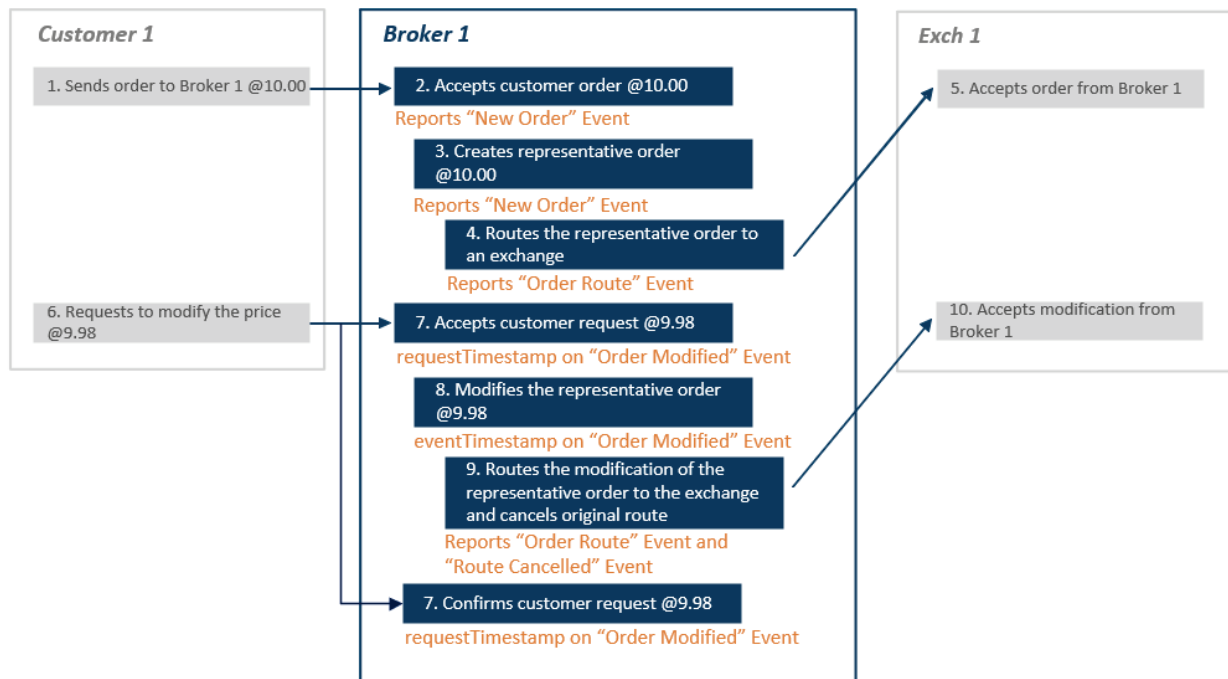 Customer 1
1. Sends order to Broker 1 @10.00
6. Requests to modify the price
@9.98
Broker 1
2. Accepts customer order @10.00
Reports “New Order” Event
3. Creates representative order
@10.00
Reports “New Order” Event
4. Routes the representative order to
an exchange
Reports “Order Route” Event
7. Accepts customer request @9.98
requestTimestamp on “Order Modified” Event
8. Modifies the representative order
@9.98
eventTimestamp on “Order Modified” Event
9. Routes the modification of the
representative order to the exchange
and cancels original route
Reports “Order Route” Event and
“Route Cancelled” Event
7. Confirms customer request @9.98
requestTimestamp on “Order Modified” Event
Exch 1
5. Accepts order from Broker 1
10. Accepts modification from
Broker 1